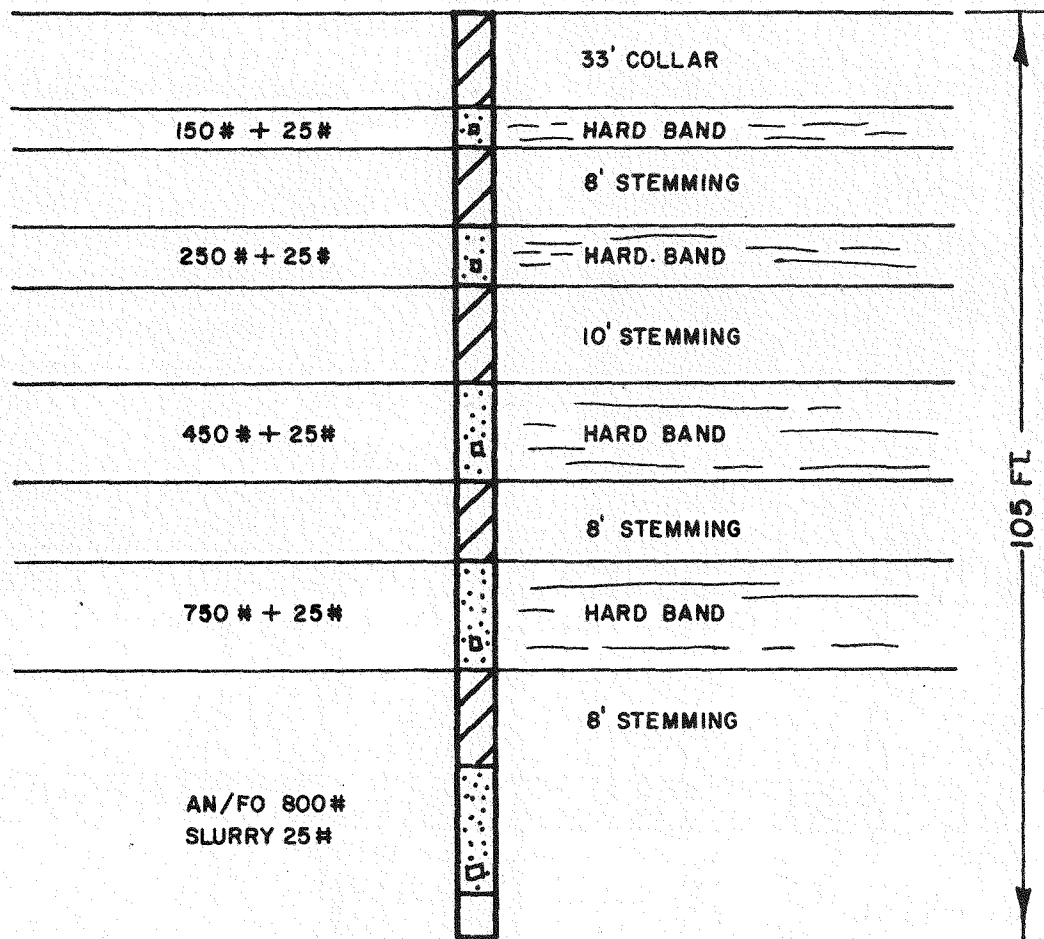 33' COLLAR
150# + 25#
HARD BAND
8' STEMMING
250# + 25#
HARD. BAND
10' STEMMING
450# + 25#
HARD BAND
8' STEMMING
750# + 25#
HARD BAND
8' STEMMING
AN/FO 800#
SLURRY 25#
105 FT.